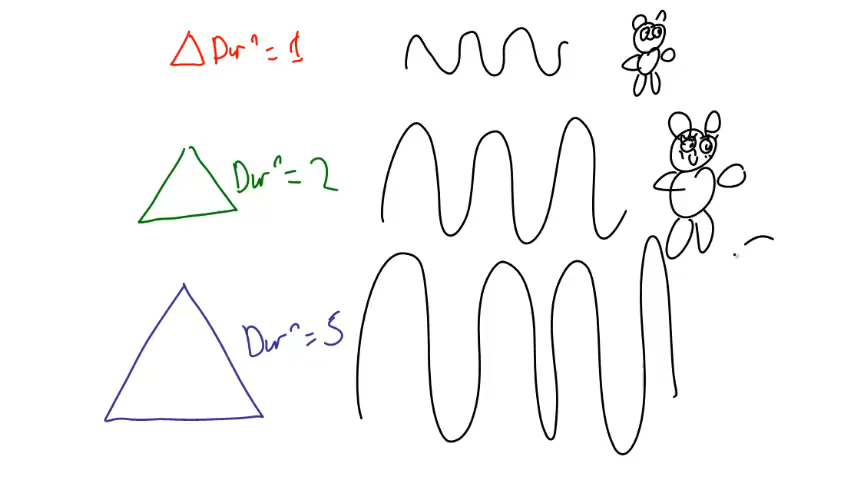 Durⁿ = 1
Durⁿ = 2
Durⁿ = 5